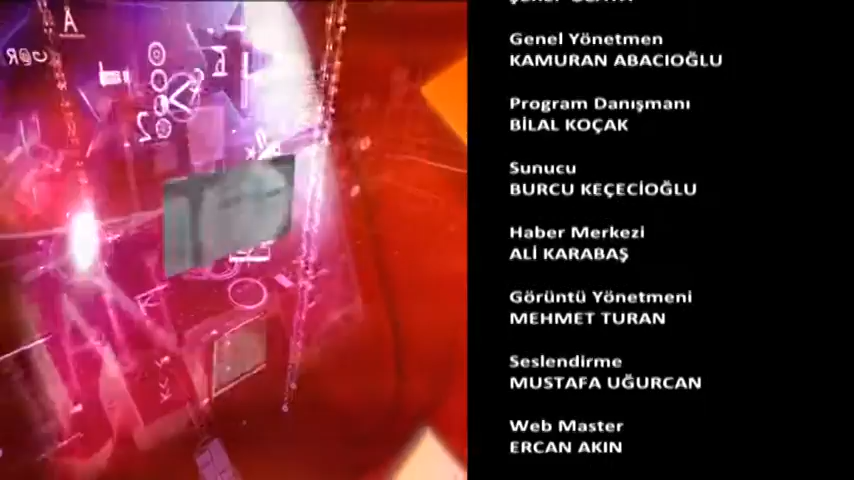 Genel Yönetmen
KAMURAN ABACIOĞLU
Program Danışmanı
BİLAL KOÇAK
Sunucu
BURCU KEÇECİOĞLU
Haber Merkezi
ALİ KARABAŞ
Görüntü Yönetmeni
MEHMET TURAN
Seslendirme
MUSTAFA UĞURCAN
Web Master
ERCAN AKIN